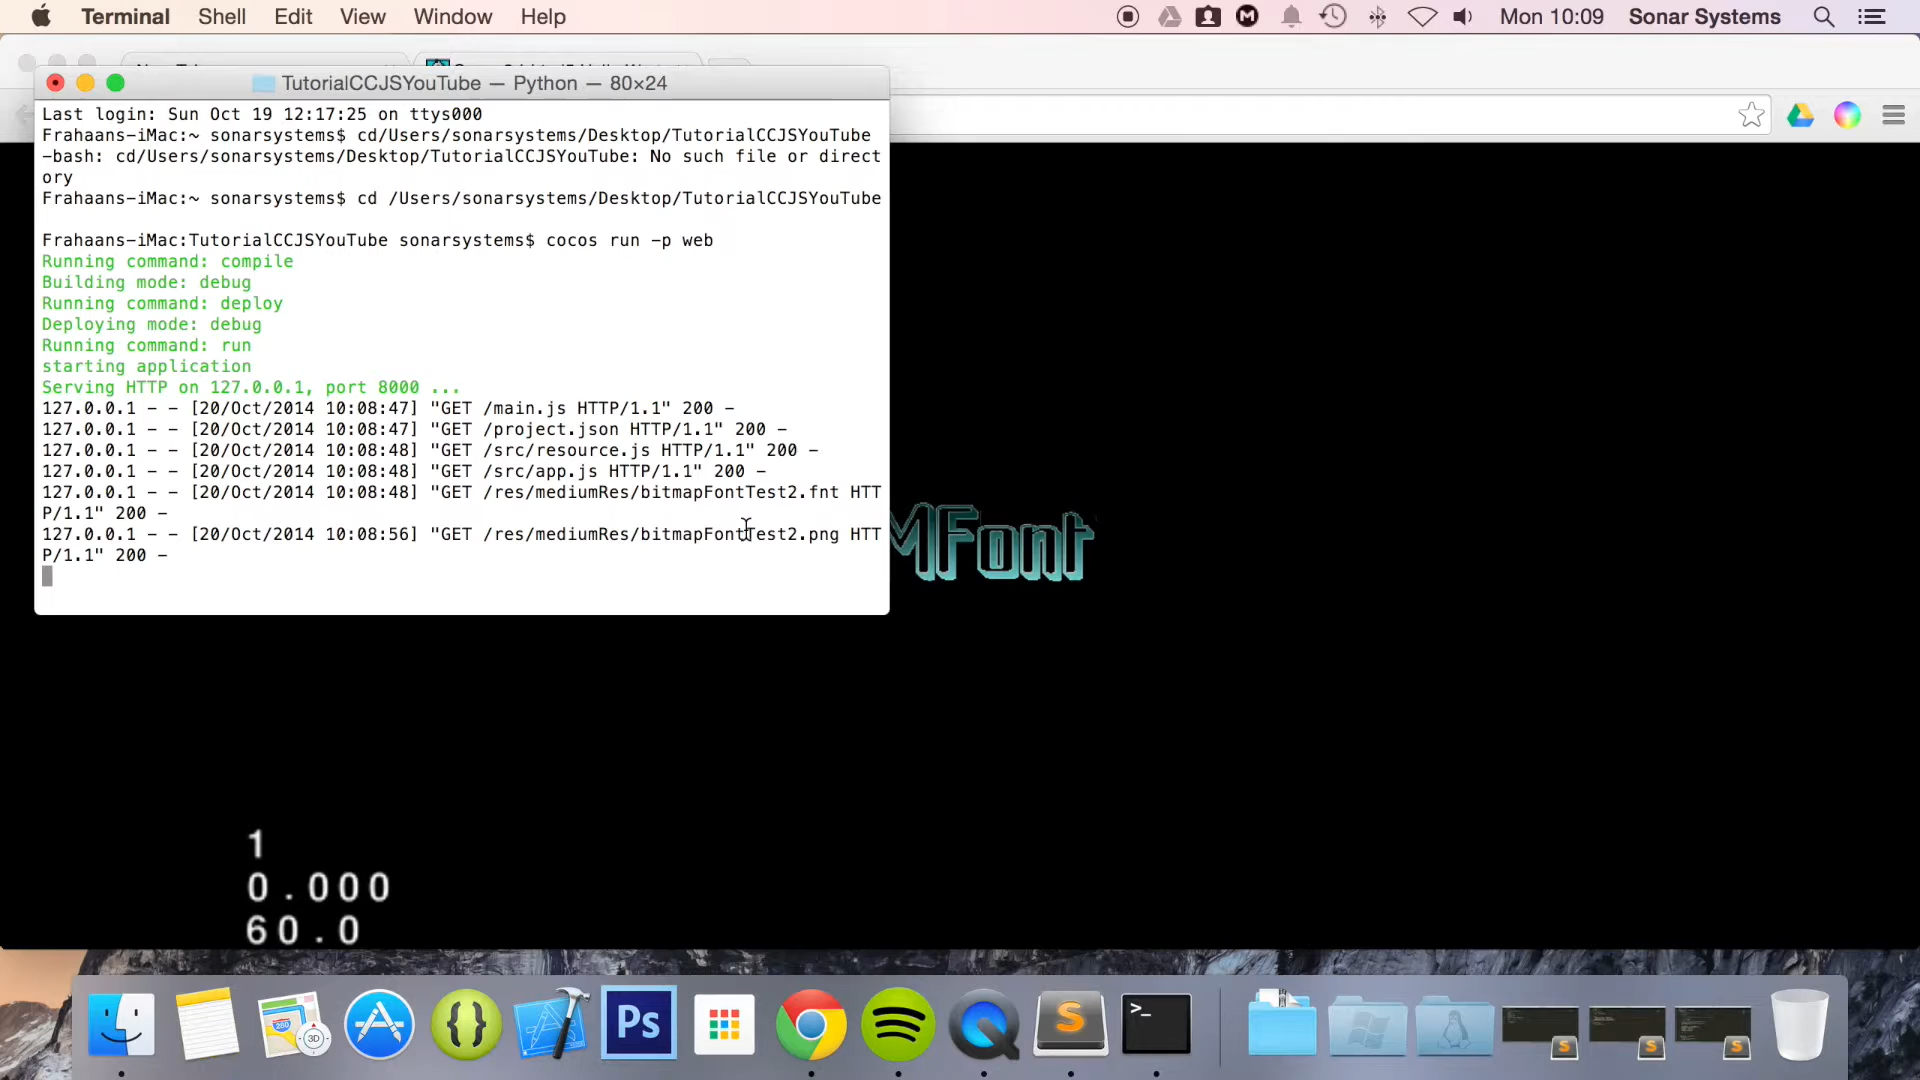 Terminal Shell Edit View Window Help Mon 10:09 Sonar Systems
TutorialCCJSYouTube — Python — 80×24
Last login: Sun Oct 19 12:17:25 on ttys000
Frahaans-iMac:~ sonarsystems$ cd/Users/sonarsystems/Desktop/TutorialCCJSYouTube
-bash: cd/Users/sonarsystems/Desktop/TutorialCCJSYouTube: No such file or direct
ory
Frahaans-iMac:~ sonarsystems$ cd /Users/sonarsystems/Desktop/TutorialCCJSYouTube
Frahaans-iMac:TutorialCCJSYouTube sonarsystems$ cocos run -p web
Running command: compile
Building mode: debug
Running command: deploy
Deploying mode: debug
Running command: run
starting application
Serving HTTP on 127.0.0.1, port 8000 ...
127.0.0.1 - - [20/Oct/2014 10:08:47] "GET /main.js HTTP/1.1" 200 -
127.0.0.1 - - [20/Oct/2014 10:08:47] "GET /project.json HTTP/1.1" 200 -
127.0.0.1 - - [20/Oct/2014 10:08:48] "GET /src/resource.js HTTP/1.1" 200 -
127.0.0.1 - - [20/Oct/2014 10:08:48] "GET /src/app.js HTTP/1.1" 200 -
127.0.0.1 - - [20/Oct/2014 10:08:48] "GET /res/mediumRes/bitmapFontTest2.fnt HTT
P/1.1" 200 -
127.0.0.1 - - [20/Oct/2014 10:08:56] "GET /res/mediumRes/bitmapFontTest2.png HTT
P/1.1" 200 -
MFont
1
0.000
60.0
Ps